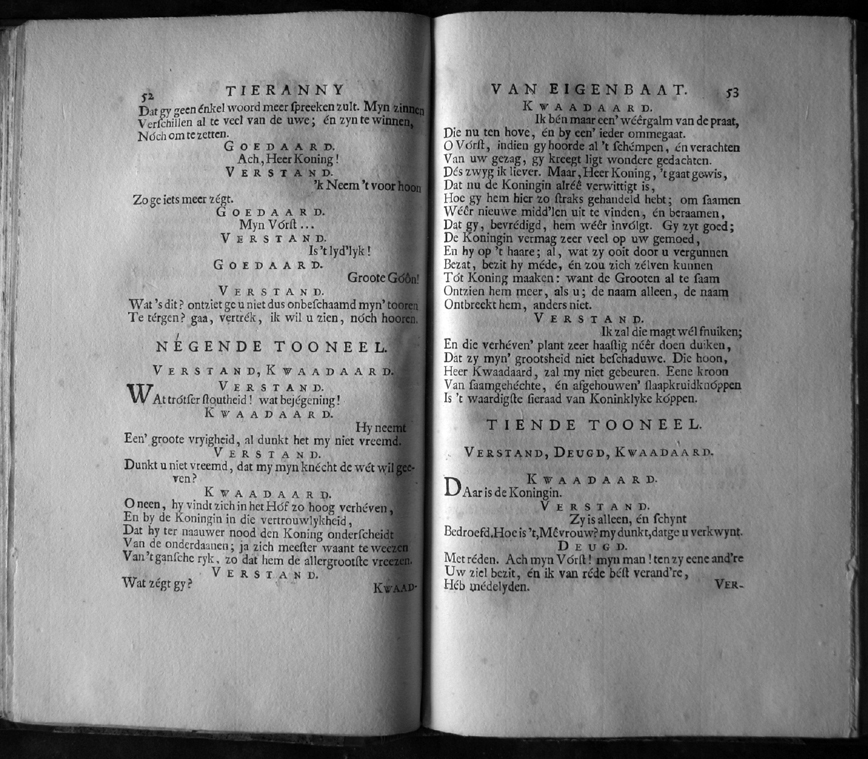 52 TIERANNY
Dat gy geen énkel woord meer ſpreeken zult. Myn zinnen
Verſchillen al te veel van de uwe; én zyn te winnen,
Nóch om te zetten.
GOEDAARD.
Ach, Heer Koning!
VERSTAND.
'k Neem 't voor hoon
Zo ge iets meer zégt.
GOEDAARD.
Myn Vórſt ...
VERSTAND.
Is 't lyd'lyk!
GOEDAARD.
Groote Góôn!
VERSTAND.
Wat 's dit? ontziet ge u niet dus onbeſchaamd myn' tooren
Te térgen? gaa, vertrék, ik wil u zien, nóch hooren.
NÉGENDE TOONEEL.
VERSTAND, KWAADAARD.
VERSTAND.
WAt trótſer ſtoutheid! wat bejégening!
KWAADAARD.
Hy neemt
Een' groote vryigheid, al dunkt het my niet vreemd.
VERSTAND.
Dunkt u niet vreemd, dat my myn knécht de wét wil gee-
ven?
KWAADAARD.
O neen, hy vindt zich in het Hóf zo hoog verhéven,
En by de Koningin in die vertrouwlykheid,
Dat hy ter naauwer nood den Koning onderſcheidt
Van de onderdaanen; ja zich meeſter waant te weezen
Van 't ganſche ryk, zo dat hem de allergrootſte vreezen.
VERSTAND.
Wat zégt gy?
KWAAD-
VAN EIGENBAAT. 53
KWAADAARD.
Ik bén maar een' wéêrgalm van de praat,
Die nu ten hove, én by een' ieder ommegaat.
O Vórſt, indien gy hoorde al 't ſchémpen, én verachten
Van uw gezag, gy kreegt ligt wondere gedachten.
Dés zwyg ik liever. Maar, Heer Koning, 't gaat gewis,
Dat nu de Koningin alréê verwittigt is,
Hoe gy hem hier zo ſtraks gehandeld hebt; om ſaamen
Wéêr nieuwe midd'len uit te vinden, én beraamen,
Dat gy, bevrédigd, hem wéêr invólgt. Gy zyt goed;
De Koningin vermag zeer veel op uw gemoed,
En hy op 't haare; al, wat zy ooit door u vergunnen
Bezat, bezit hy méde, én zou zich zélven kunnen
Tót Koning maaken: want de Grooten al te ſaam
Ontzien hem meer, als u; de naam alleen, de naam
Ontbreekt hem, anders niet.
VERSTAND.
Ik zal die magt wél fnuiken;
En die verhéven' plant zeer haaſtig néêr doen duiken,
Dat zy myn' grootsheid niet beſchaduwe. Die hoon,
Heer Kwaadaard, zal my niet gebeuren. Eene kroon
Van ſaamgehéchte, én afgehouwen' ſlaapkruidknóppen
Is 't waardigſte ſieraad van Koninklyke kóppen.
TIENDE TOONEEL.
VERSTAND, DEUGD, KWAADAARD.
KWAADAARD.
DAar is de Koningin.
VERSTAND.
Zy is alleen, én ſchynt
Bedroefd, Hoe is 't, Mêvrouw? my dunkt, dat ge u verkwynt.
DEUGD.
Met réden. Ach myn Vórſt! myn man! ten zy eene and're
Uw ziel bezit, én ik van réde béſt verand're,
Héb médelyden.
VER-